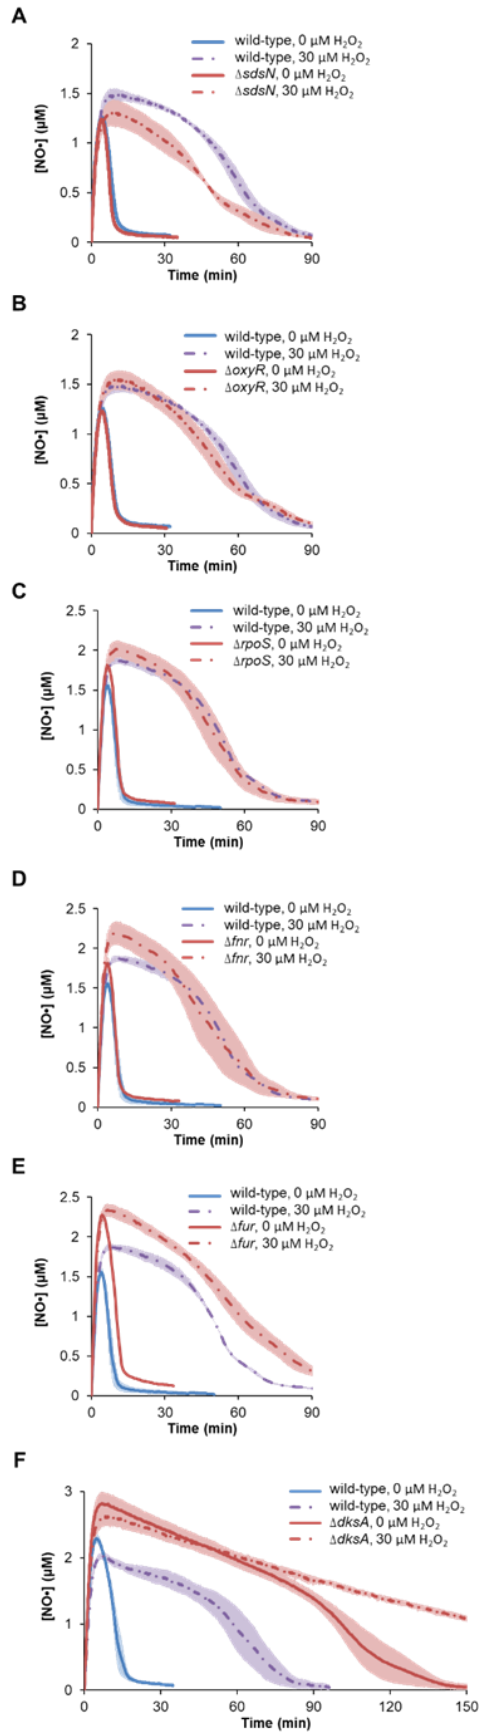 A
wild-type, 0 µM H₂O₂
wild-type, 30 µM H₂O₂
ΔsdsN, 0 µM H₂O₂
ΔsdsN, 30 µM H₂O₂
[NO•] (µM)
2
1.5
1
0.5
0
0 30 60 90
Time (min)
B
wild-type, 0 µM H₂O₂
wild-type, 30 µM H₂O₂
ΔoxyR, 0 µM H₂O₂
ΔoxyR, 30 µM H₂O₂
[NO•] (µM)
2
1.5
1
0.5
0
0 30 60 90
Time (min)
C
wild-type, 0 µM H₂O₂
wild-type, 30 µM H₂O₂
ΔrpoS, 0 µM H₂O₂
ΔrpoS, 30 µM H₂O₂
[NO•] (µM)
2.5
2
1.5
1
0.5
0
0 30 60 90
Time (min)
D
wild-type, 0 µM H₂O₂
wild-type, 30 µM H₂O₂
Δfnr, 0 µM H₂O₂
Δfnr, 30 µM H₂O₂
[NO•] (µM)
2.5
2
1.5
1
0.5
0
0 30 60 90
Time (min)
E
wild-type, 0 µM H₂O₂
wild-type, 30 µM H₂O₂
Δfur, 0 µM H₂O₂
Δfur, 30 µM H₂O₂
[NO•] (µM)
2.5
2
1.5
1
0.5
0
0 30 60 90
Time (min)
F
wild-type, 0 µM H₂O₂
wild-type, 30 µM H₂O₂
ΔdksA, 0 µM H₂O₂
ΔdksA, 30 µM H₂O₂
[NO•] (µM)
3
2
1
0
0 30 60 90 120 150
Time (min)